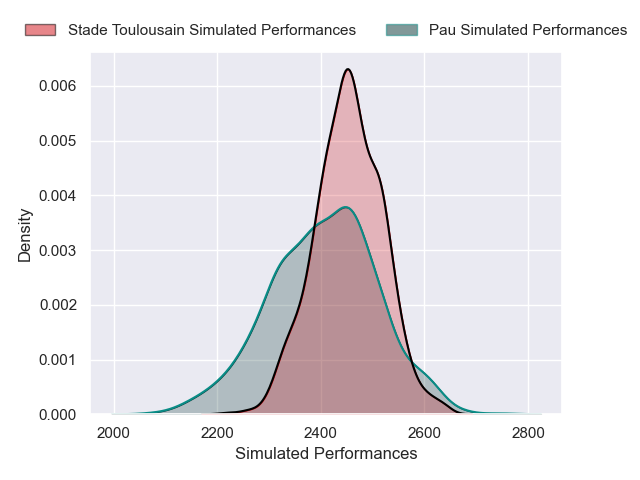 Stade Toulousain Simulated Performances Pau Simulated Performances
0.006
0.005
0.004
0.003
0.002
0.001
0.000
Density
2000 2200 2400 2600 2800
Simulated Performances